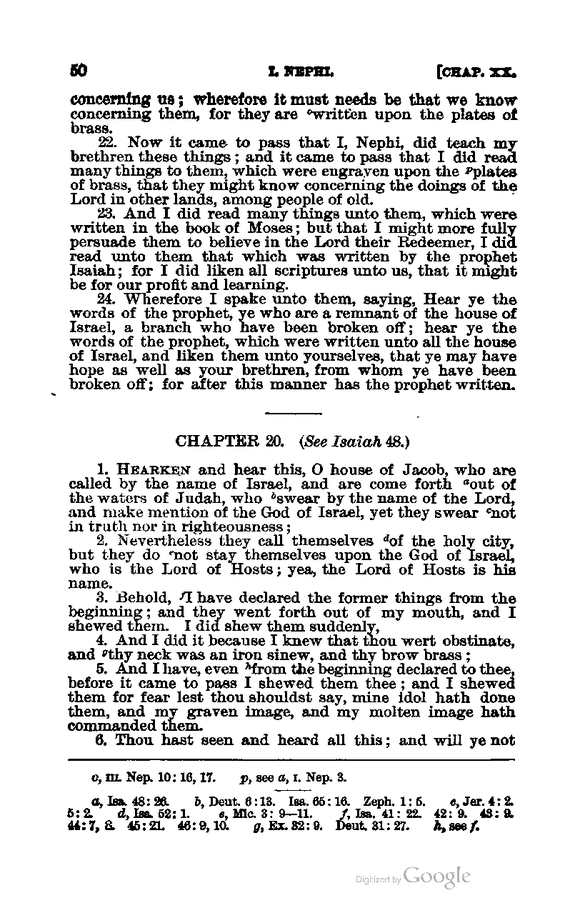 50 I. NEPHI. [CHAP. XX.
concerning us; wherefore it must needs be that we know
concerning them, for they are ᵒwritten upon the plates of
brass.
22. Now it came to pass that I, Nephi, did teach my
brethren these things; and it came to pass that I did read
many things to them, which were engraven upon the ᵖplates
of brass, that they might know concerning the doings of the
Lord in other lands, among people of old.
23. And I did read many things unto them, which were
written in the book of Moses; but that I might more fully
persuade them to believe in the Lord their Redeemer, I did
read unto them that which was written by the prophet
Isaiah; for I did liken all scriptures unto us, that it might
be for our profit and learning.
24. Wherefore I spake unto them, saying, Hear ye the
words of the prophet, ye who are a remnant of the house of
Israel, a branch who have been broken off; hear ye the
words of the prophet, which were written unto all the house
of Israel, and liken them unto yourselves, that ye may have
hope as well as your brethren, from whom ye have been
broken off; for after this manner has the prophet written.
CHAPTER 20. (See Isaiah 48.)
1. HEARKEN and hear this, O house of Jacob, who are
called by the name of Israel, and are come forth ᵃout of
the waters of Judah, who ᵇswear by the name of the Lord,
and make mention of the God of Israel, yet they swear ᶜnot
in truth nor in righteousness;
2. Nevertheless they call themselves ᵈof the holy city,
but they do ᵉnot stay themselves upon the God of Israel,
who is the Lord of Hosts; yea, the Lord of Hosts is his
name.
3. Behold, ᶠI have declared the former things from the
beginning; and they went forth out of my mouth, and I
shewed them. I did shew them suddenly,
4. And I did it because I knew that thou wert obstinate,
and ᵍthy neck was an iron sinew, and thy brow brass;
5. And I have, even ʰfrom the beginning declared to thee,
before it came to pass I shewed them thee; and I shewed
them for fear lest thou shouldst say, mine idol hath done
them, and my graven image, and my molten image hath
commanded them.
6. Thou hast seen and heard all this; and will ye not
o, III. Nep. 10: 16, 17. p, see a, I. Nep. 3.
a, Isa. 48: 26. b, Deut. 6: 13. Isa. 65: 16. Zeph. 1: 5. c, Jer. 4: 2.
5: 2. d, Isa. 52: 1. e, Mic. 3: 9—11. f, Isa. 41: 22. 42: 9. 43: 9.
44: 7, 8. 45: 21. 46: 9, 10. g, Ex. 32: 9. Deut. 31: 27. h, see f.
Digitized by Google